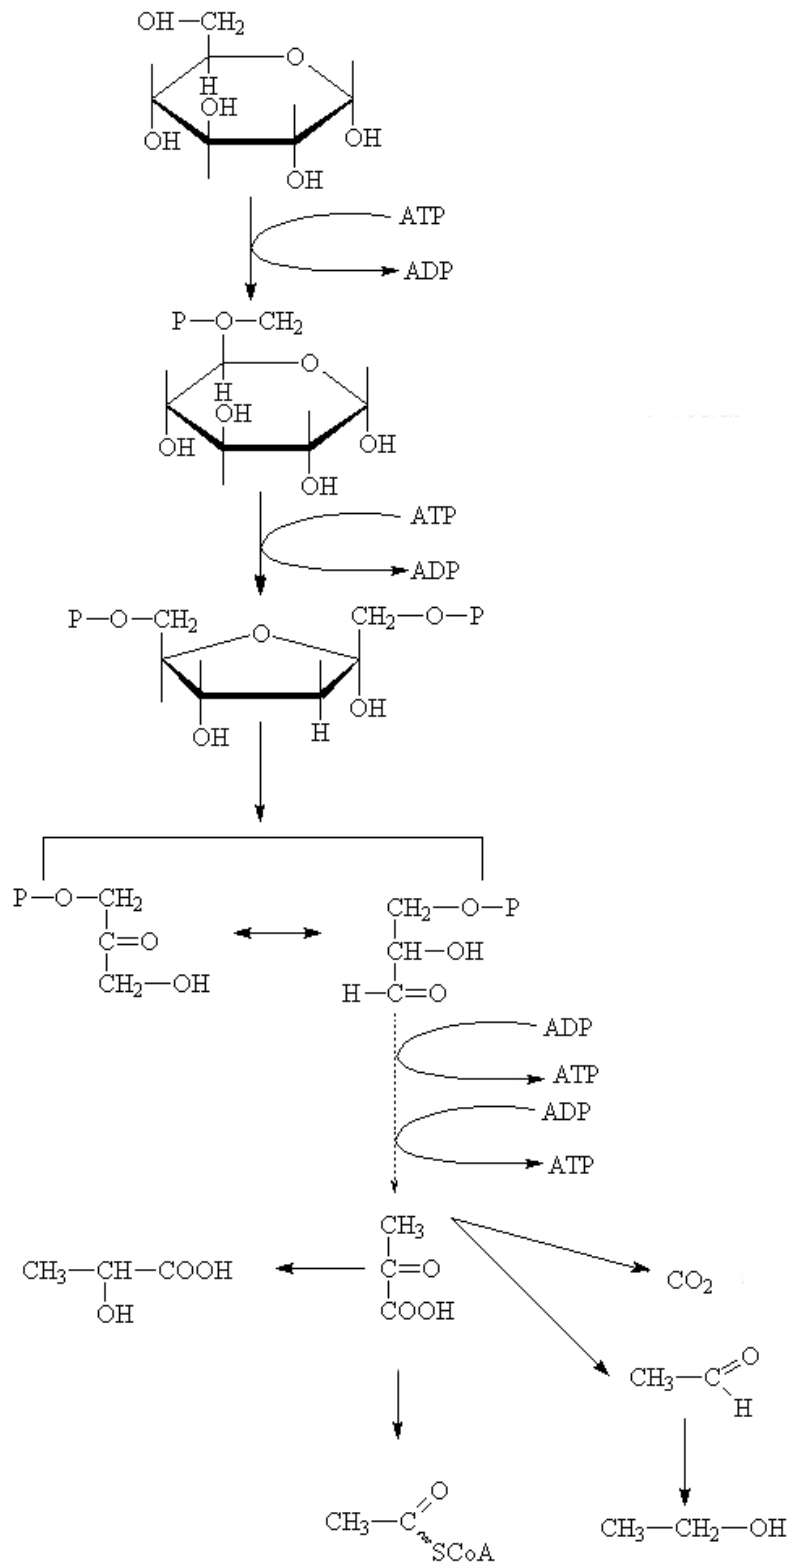 OH—CH2
O
H
OH
OH
OH
OH
ATP
ADP
P—O—CH2
O
H
OH
OH
OH
OH
ATP
ADP
P—O—CH2
CH2—O—P
O
OH
OH
H
P—O—CH2
CH2—O—P
C=O
CH—OH
CH2—OH
H—C=O
ADP
ATP
ADP
ATP
CH3
CH3—CH—COOH
C=O
CO2
OH
COOH
O
CH3—C
H
O
CH3—C
CH3—CH2—OH
SCoA